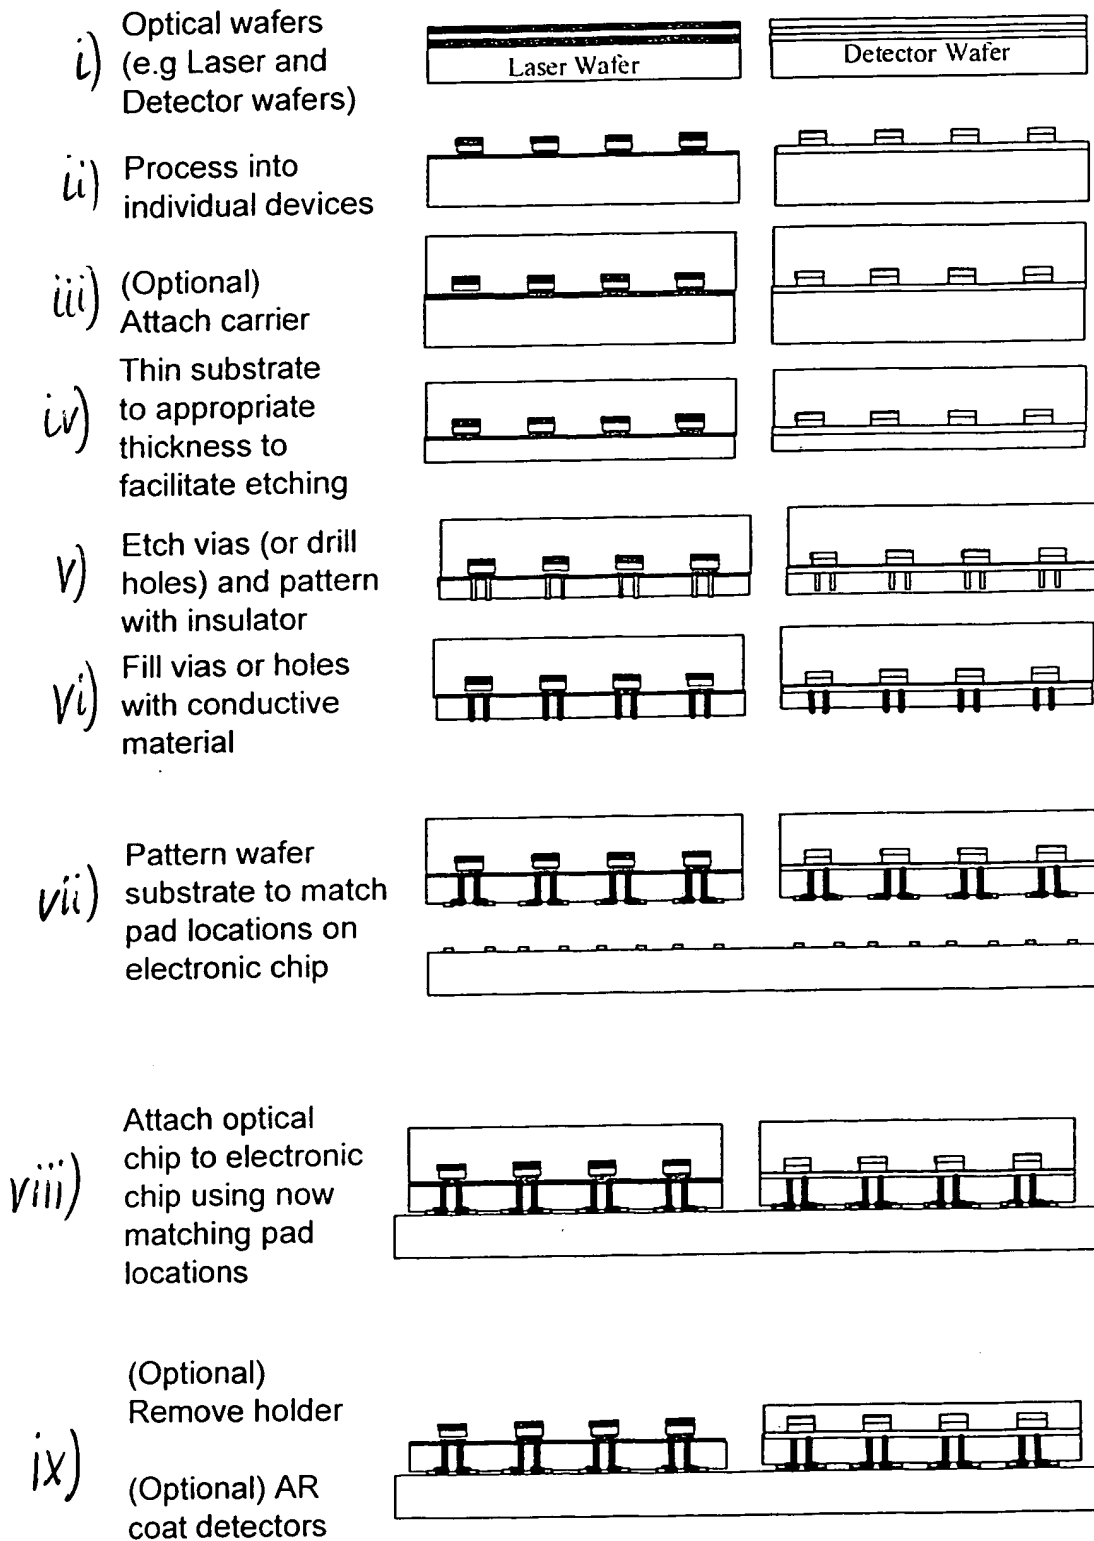 i)
Optical wafers
(e.g Laser and
Detector wafers)
Laser Wafer
Detector Wafer
ii)
Process into
individual devices
iii)
(Optional)
Attach carrier
iv)
Thin substrate
to appropriate
thickness to
facilitate etching
v)
Etch vias (or drill
holes) and pattern
with insulator
vi)
Fill vias or holes
with conductive
material
vii)
Pattern wafer
substrate to match
pad locations on
electronic chip
viii)
Attach optical
chip to electronic
chip using now
matching pad
locations
ix)
(Optional)
Remove holder
(Optional) AR
coat detectors